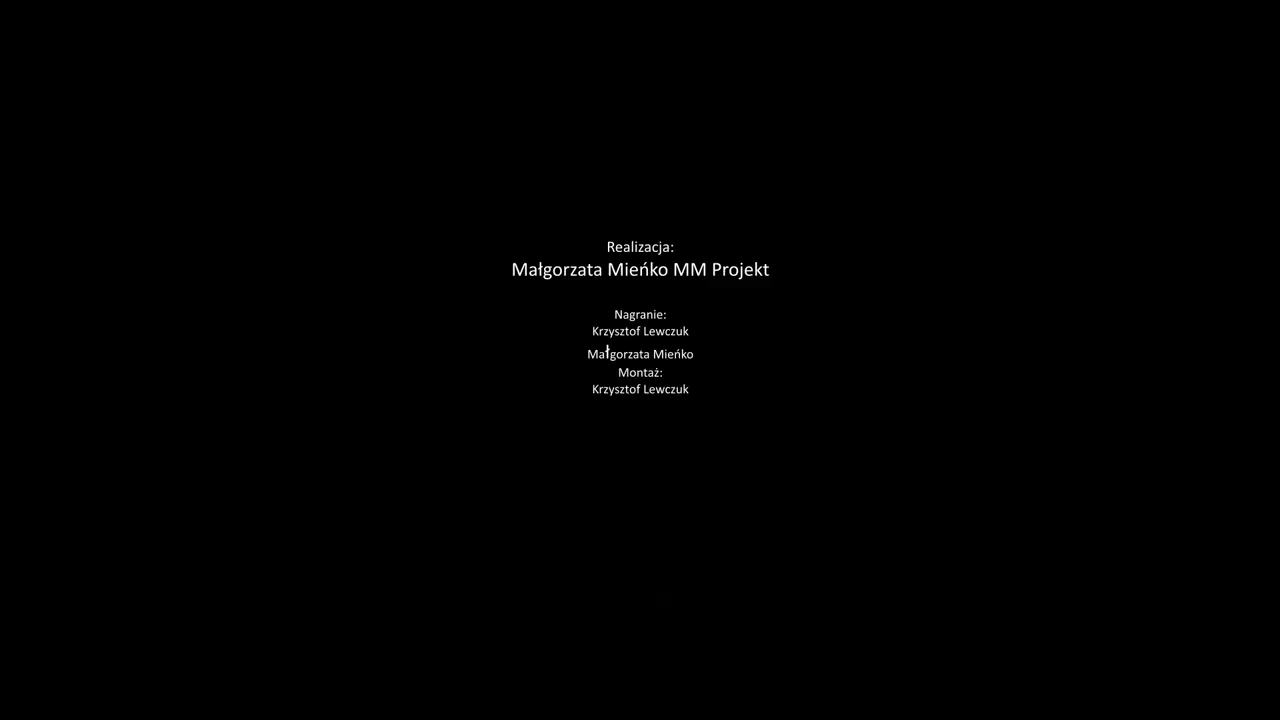 Realizacja:
Małgorzata Mieńko MM Projekt
Nagranie:
Krzysztof Lewczuk
Małgorzata Mieńko
Montaż:
Krzysztof Lewczuk